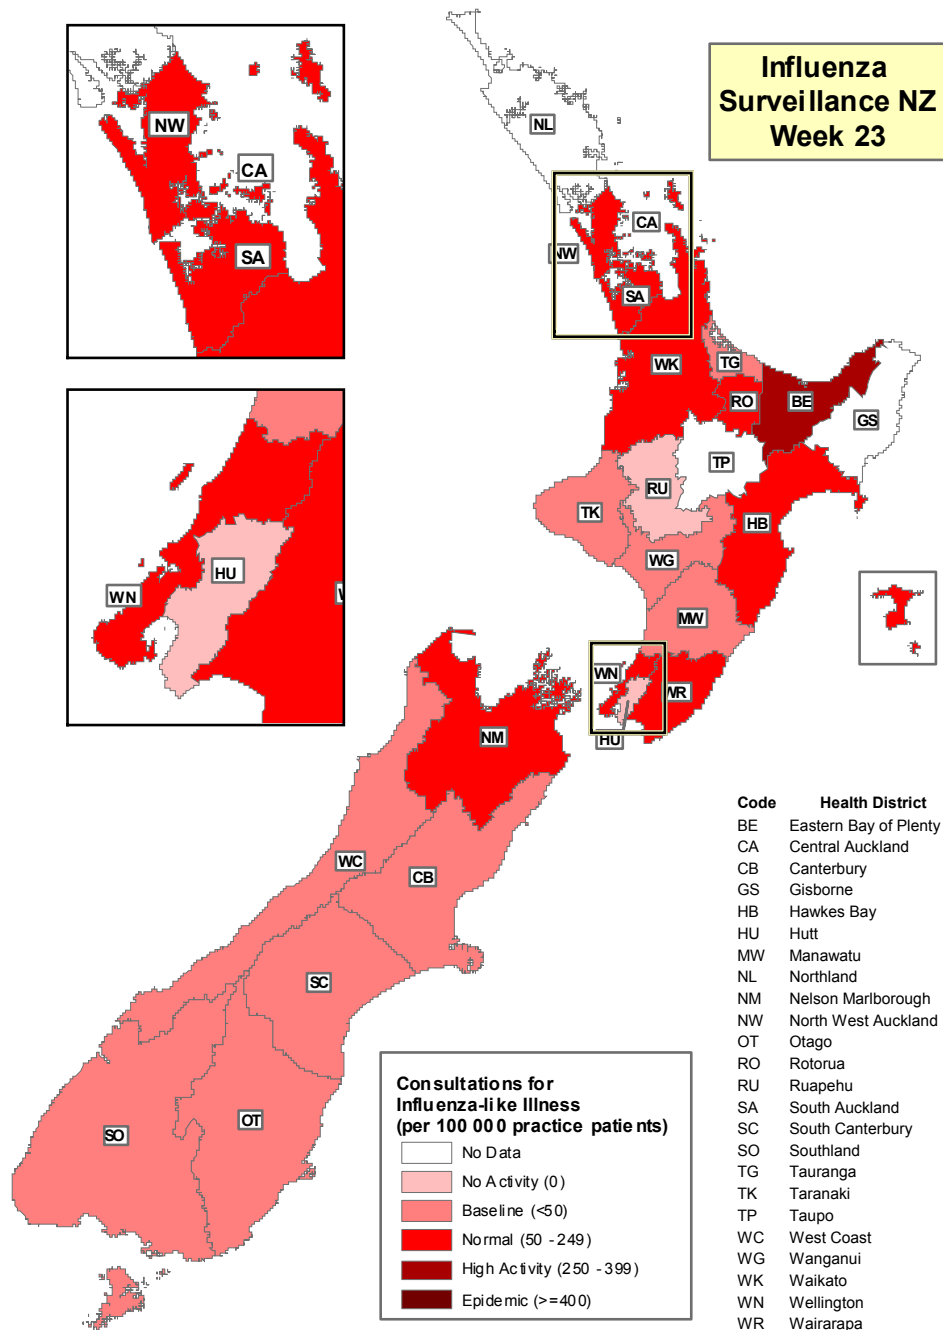 Influenza
Surveillance NZ
Week 23
NW
CA
SA
NL
CA
NW
SA
WK
TG
RO
BE
GS
TP
RU
TK
HB
WG
MW
WN
WR
HU
HU
WN
NM
WC
CB
SC
OT
SO
Consultations for
Influenza-like Illness
(per 100 000 practice patients)
No Data
No Activity (0)
Baseline (<50)
Normal (50 - 249)
High Activity (250 - 399)
Epidemic (>=400)
Code Health District
BE Eastern Bay of Plenty
CA Central Auckland
CB Canterbury
GS Gisborne
HB Hawkes Bay
HU Hutt
MW Manawatu
NL Northland
NM Nelson Marlborough
NW North West Auckland
OT Otago
RO Rotorua
RU Ruapehu
SA South Auckland
SC South Canterbury
SO Southland
TG Tauranga
TK Taranaki
TP Taupo
WC West Coast
WG Wanganui
WK Waikato
WN Wellington
WR Wairarapa